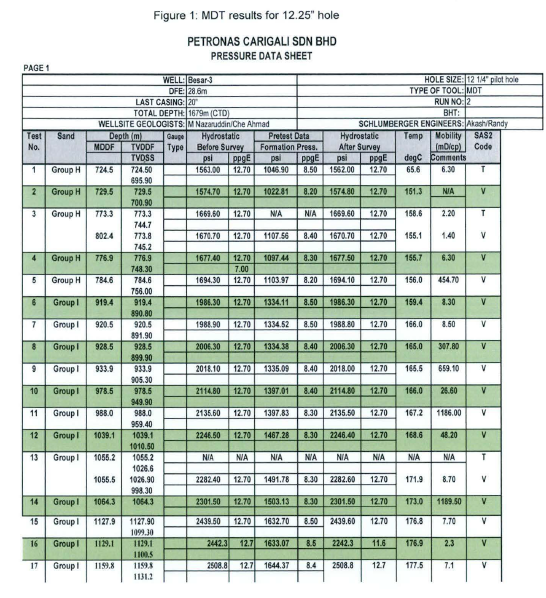 Figure 1: MDT results for 12.25" hole
PETRONAS CARIGALI SDN BHD
PRESSURE DATA SHEET
PAGE 1
WELL: Besar-3 HOLE SIZE: 12 1/4" pilot hole
DFE: 28.6m TYPE OF TOOL: MDT
LAST CASING: 20" RUN NO: 2
TOTAL DEPTH: 1679m (CTD) BHT:
WELLSITE GEOLOGISTS: M Nazaruddin/Che Ahmad SCHLUMBERGER ENGINEERS: Akash/Randy
Test Sand Depth (m) Gauge Hydrostatic Pretest Data Hydrostatic Temp Mobility SAS2
No. MDDF TVDDF Type Before Survey Formation Press. After Survey (mD/cp) Code
TVDSS psi ppgE psi ppgE psi ppgE degC Comments
1 Group H 724.5 724.50 1563.00 12.70 1046.90 8.50 1562.00 12.70 65.6 6.30 T
695.90
2 Group H 729.5 729.5 1574.70 12.70 1022.81 8.20 1574.80 12.70 151.3 N/A V
700.90
3 Group H 773.3 773.3 1669.60 12.70 N/A N/A 1669.60 12.70 158.6 2.20 T
744.7
802.4 773.8 1670.70 12.70 1107.56 8.40 1670.70 12.70 155.1 1.40 V
745.2
4 Group H 776.9 776.9 1677.40 12.70 1097.44 8.30 1677.50 12.70 155.7 6.30 V
748.30 7.00
5 Group H 784.6 784.6 1694.30 12.70 1103.97 8.20 1694.10 12.70 156.0 454.70 V
756.00
6 Group I 919.4 919.4 1986.30 12.70 1334.11 8.50 1986.30 12.70 159.4 8.30 V
890.80
7 Group I 920.5 920.5 1988.90 12.70 1334.52 8.50 1988.80 12.70 166.0 8.50 V
891.90
8 Group I 928.5 928.5 2006.30 12.70 1334.38 8.40 2006.30 12.70 165.0 307.80 V
899.90
9 Group I 933.9 933.9 2018.10 12.70 1335.09 8.40 2018.00 12.70 165.5 659.10 V
905.30
10 Group I 978.5 978.5 2114.80 12.70 1397.01 8.40 2114.80 12.70 166.0 26.60 V
949.90
11 Group I 988.0 988.0 2135.60 12.70 1397.83 8.30 2135.50 12.70 167.2 1186.00 V
959.40
12 Group I 1039.1 1039.1 2246.50 12.70 1467.28 8.30 2246.40 12.70 168.6 48.20 V
1010.50
13 Group I 1055.2 1055.2 N/A N/A N/A N/A N/A N/A N/A N/A T
1026.6
1055.5 1026.90 2282.40 12.70 1491.78 8.30 2282.60 12.70 171.9 8.70 V
998.30
14 Group I 1064.3 1064.3 2301.50 12.70 1503.13 8.30 2301.50 12.70 173.0 1189.50 V
15 Group I 1127.9 1127.90 2439.50 12.70 1632.70 8.50 2439.60 12.70 176.8 7.70 V
1099.30
16 Group I 1129.1 1129.1 2442.3 12.7 1633.07 8.5 2242.3 11.6 176.9 2.3 V
1100.5
17 Group I 1159.8 1159.8 2508.8 12.7 1644.37 8.4 2508.8 12.7 177.5 7.1 V
1131.2